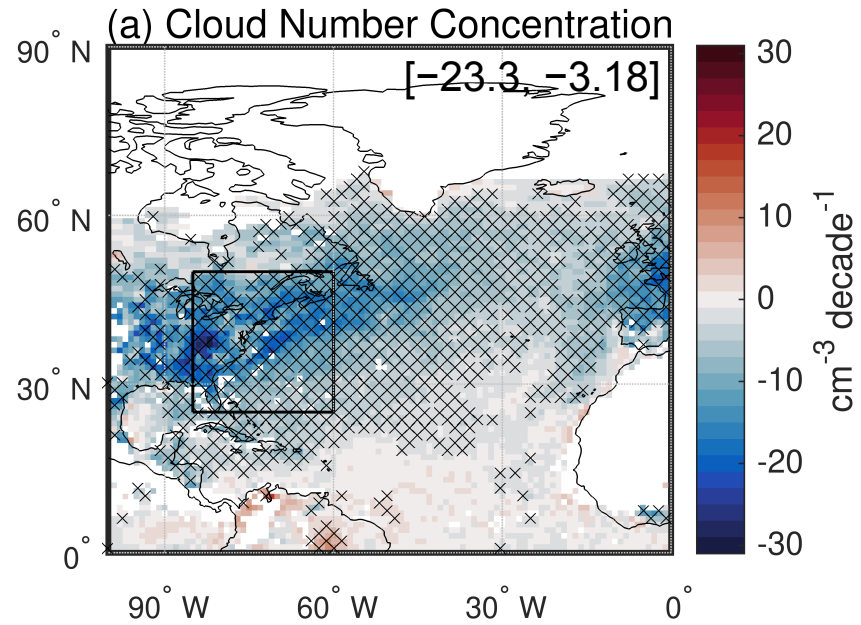 (a) Cloud Number Concentration
[−23.3, −3.18]
90° N
60° N
30° N
0°
90° W
60° W
30° W
0°
30
20
10
0
-10
-20
-30
cm-3 decade-1